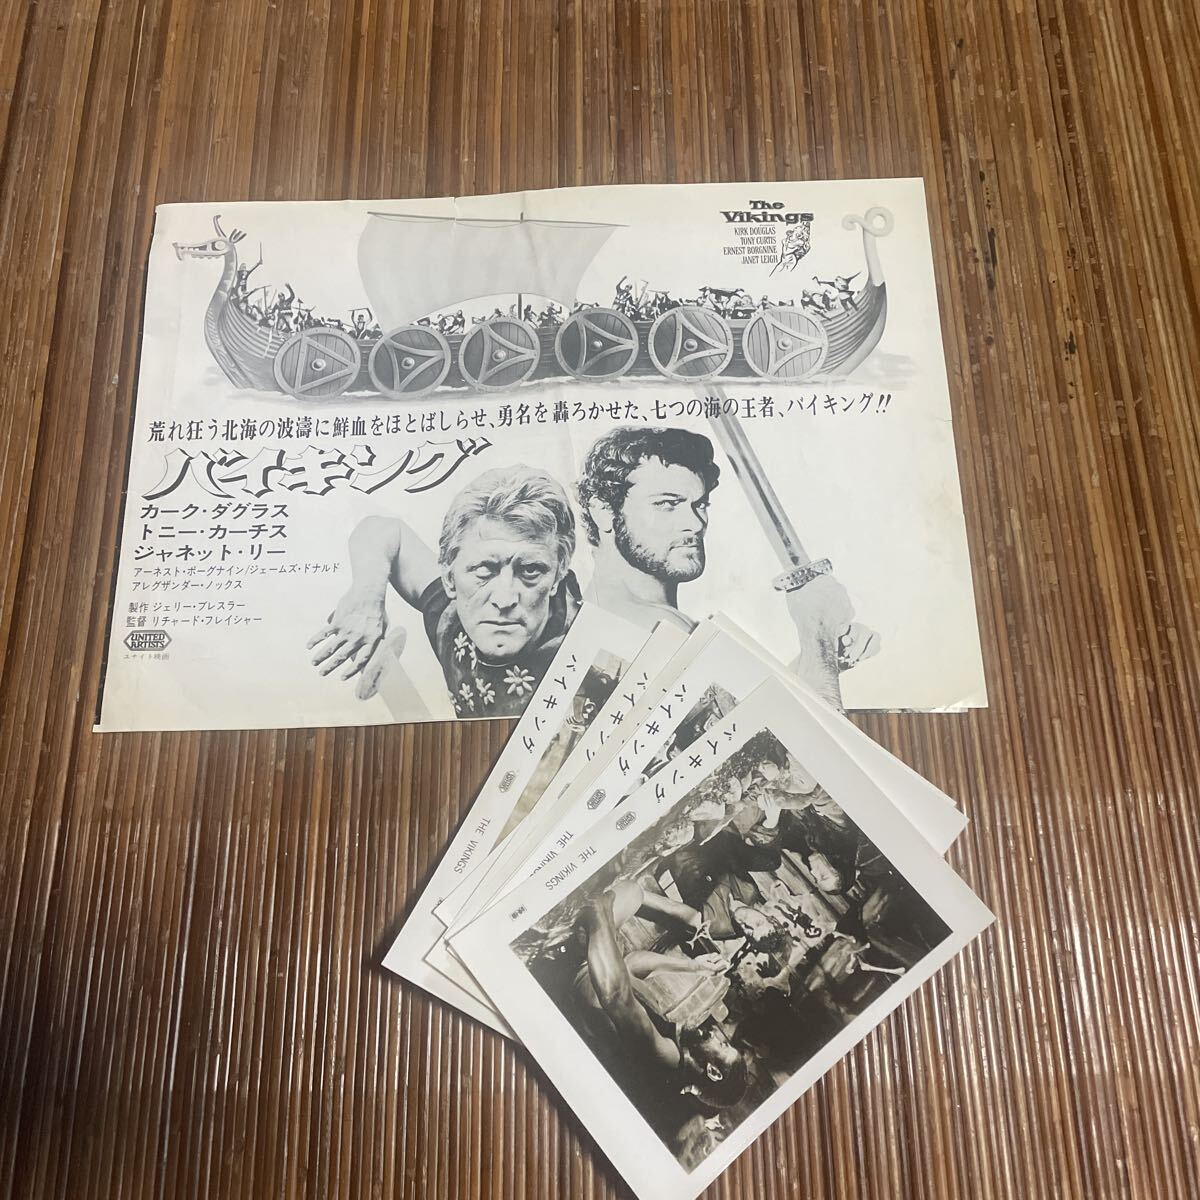 The
Vikings
KIRK DOUGLAS
TONY CURTIS
ERNEST BORGNINE
JANET LEIGH
荒れ狂う北海の波濤に鮮血をほとばしらせ、勇名を轟ろかせた、七つの海の王者、バイキング!!
バイキング
カーク・ダグラス
トニー・カーチス
ジャネット・リー
アーネスト・ボーグナイン/ジェームズ・ドナルド
アレグザンダー・ノックス
製作 ジェリー・ブレスラー
監督 リチャード・フレイシャー
UNITED
ARTISTS
ユナイト映画
バイキング
THE VIKINGS
バイキング
バイキング
THE VIKINGS
バイキング
THE VIKINGS